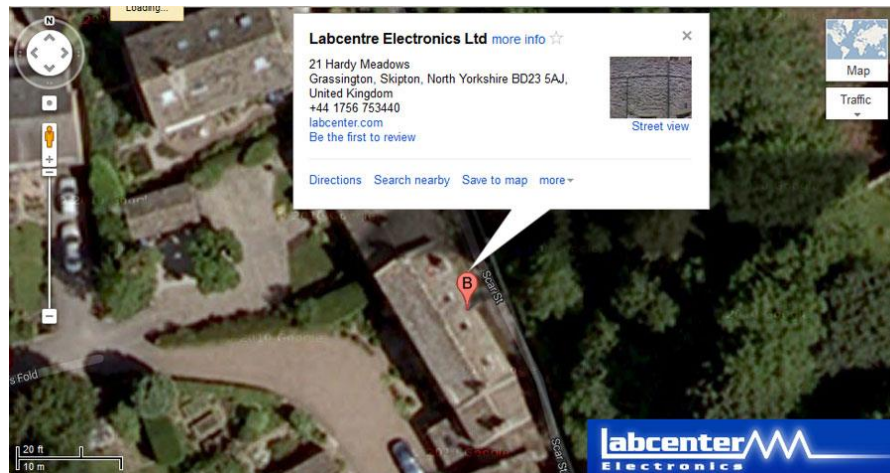 Loading...
N
Labcentre Electronics Ltd more info
21 Hardy Meadows
Grassington, Skipton, North Yorkshire BD23 5AJ,
United Kingdom
+44 1756 753440
labcenter.com
Be the first to review
Street view
Directions Search nearby Save to map more
Map
Traffic
B
Scar St
s Fold
Scar St
20 ft
10 m
labcenter
Electronics